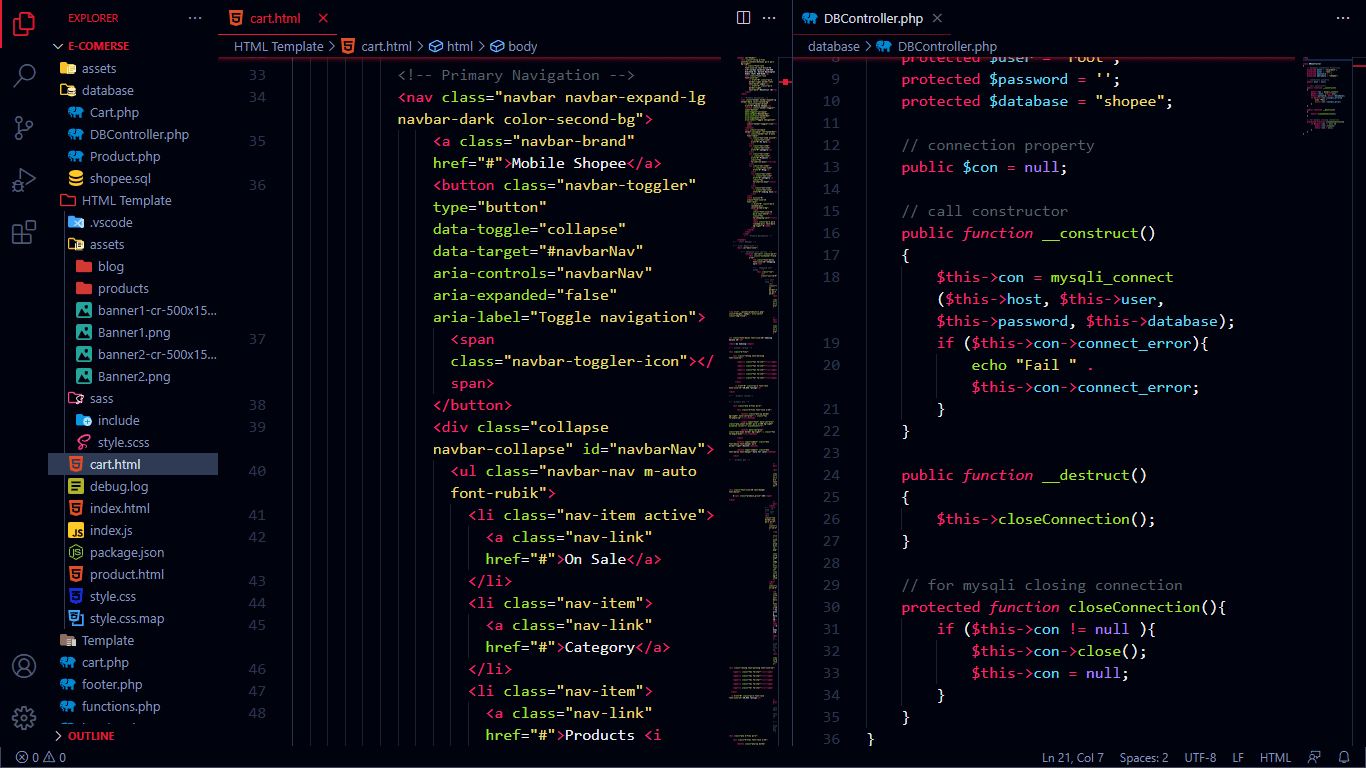 EXPLORER
E-COMERSE
assets
database
Cart.php
DBController.php
Product.php
shopee.sql
HTML Template
.vscode
assets
blog
products
banner1-cr-500x15...
Banner1.png
banner2-cr-500x15...
Banner2.png
sass
include
style.scss
cart.html
debug.log
index.html
index.js
package.json
product.html
style.css
style.css.map
Template
cart.php
footer.php
functions.php
OUTLINE
cart.html
HTML Template > cart.html > html > body
33 <!-- Primary Navigation -->
34 <nav class="navbar navbar-expand-lg
navbar-dark color-second-bg">
35 <a class="navbar-brand"
href="#">Mobile Shopee</a>
36 <button class="navbar-toggler"
type="button"
data-toggle="collapse"
data-target="#navbarNav"
aria-controls="navbarNav"
aria-expanded="false"
aria-label="Toggle navigation">
37 <span
class="navbar-toggler-icon"></
span>
38 </button>
39 <div class="collapse
navbar-collapse" id="navbarNav">
40 <ul class="navbar-nav m-auto
font-rubik">
41 <li class="nav-item active">
42 <a class="nav-link"
href="#">On Sale</a>
43 </li>
44 <li class="nav-item">
45 <a class="nav-link"
href="#">Category</a>
46 </li>
47 <li class="nav-item">
48 <a class="nav-link"
href="#">Products <i
DBController.php
database > DBController.php
8 protected $user = "root";
9 protected $password = '';
10 protected $database = "shopee";
11
12 // connection property
13 public $con = null;
14
15 // call constructor
16 public function __construct()
17 {
18 $this->con = mysqli_connect
($this->host, $this->user,
$this->password, $this->database);
19 if ($this->con->connect_error){
20 echo "Fail " .
$this->con->connect_error;
21 }
22 }
23
24 public function __destruct()
25 {
26 $this->closeConnection();
27 }
28
29 // for mysqli closing connection
30 protected function closeConnection(){
31 if ($this->con != null ){
32 $this->con->close();
33 $this->con = null;
34 }
35 }
36 }
0 0
Ln 21, Col 7
Spaces: 2
UTF-8
LF
HTML